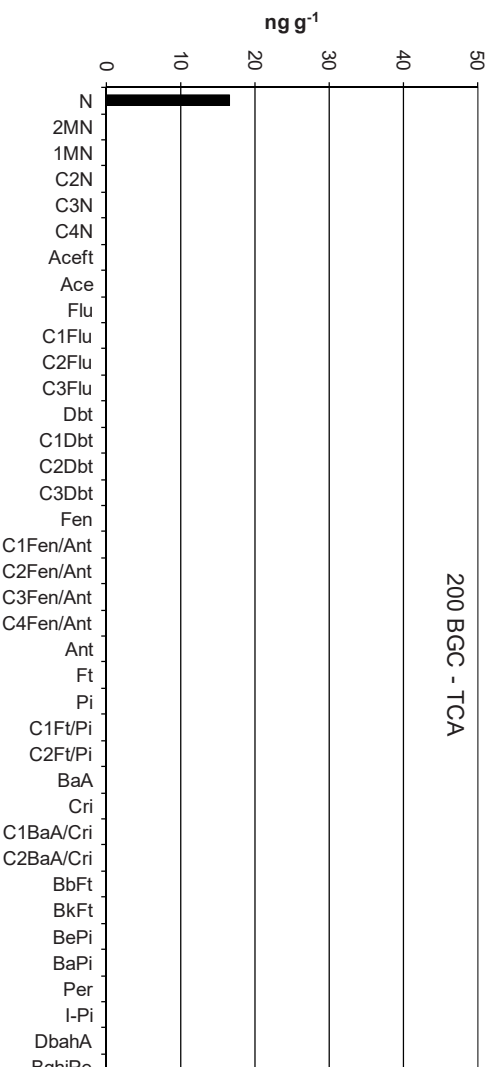 ng g-1
0
10
20
30
40
50
N
2MN
1MN
C2N
C3N
C4N
Aceft
Ace
Flu
C1Flu
C2Flu
C3Flu
Dbt
C1Dbt
C2Dbt
C3Dbt
Fen
C1Fen/Ant
C2Fen/Ant
C3Fen/Ant
C4Fen/Ant
Ant
Ft
Pi
C1Ft/Pi
C2Ft/Pi
BaA
Cri
C1BaA/Cri
C2BaA/Cri
BbFt
BkFt
BePi
BaPi
Per
I-Pi
DbahA
200 BGC - TCA